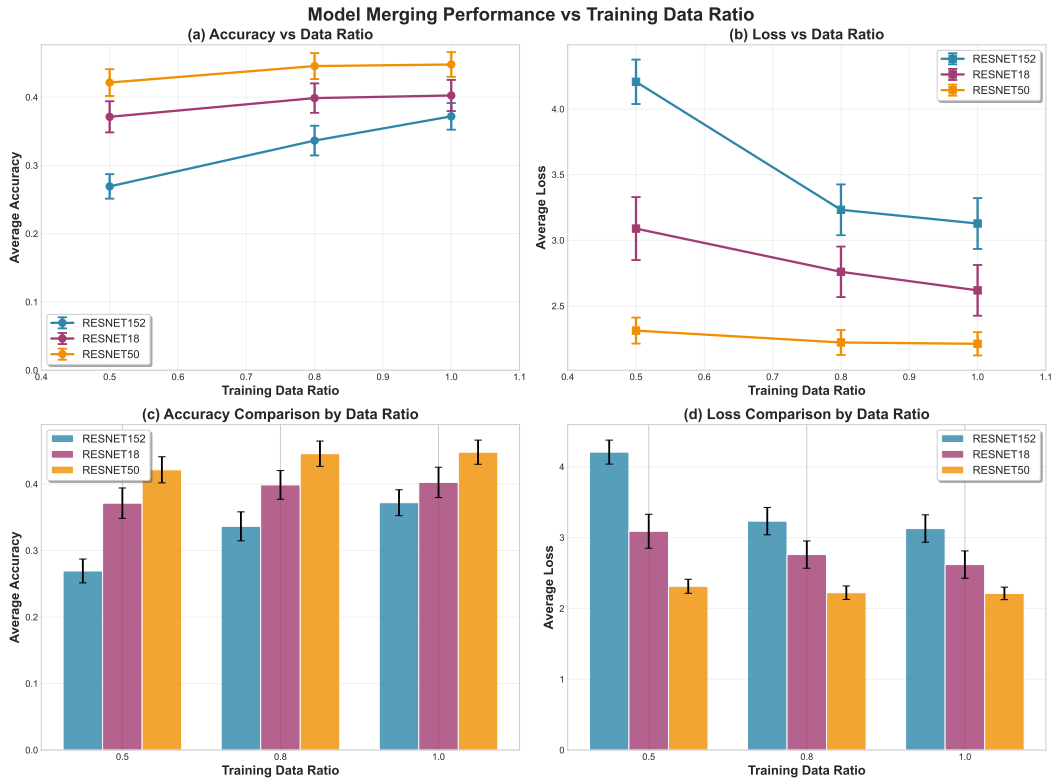 Model Merging Performance vs Training Data Ratio
(a) Accuracy vs Data Ratio
Average Accuracy
0.4
0.3
0.2
0.1
0.0
RESNET152
RESNET18
RESNET50
0.4 0.5 0.6 0.7 0.8 0.9 1.0 1.1
Training Data Ratio
(b) Loss vs Data Ratio
Average Loss
4.0
3.5
3.0
2.5
RESNET152
RESNET18
RESNET50
0.4 0.5 0.6 0.7 0.8 0.9 1.0 1.1
Training Data Ratio
(c) Accuracy Comparison by Data Ratio
Average Accuracy
RESNET152
RESNET18
RESNET50
0.4
0.3
0.2
0.1
0.0
0.5 0.8 1.0
Training Data Ratio
(d) Loss Comparison by Data Ratio
Average Loss
RESNET152
RESNET18
RESNET50
4
3
2
1
0
0.5 0.8 1.0
Training Data Ratio